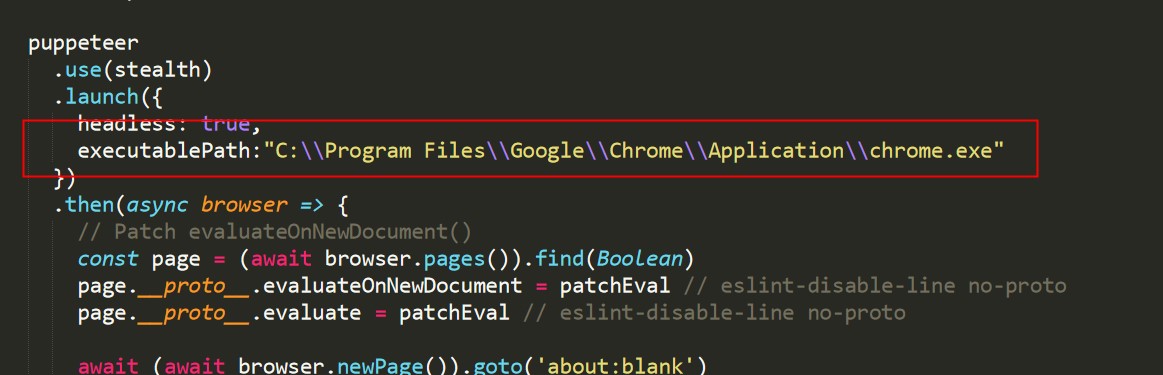 puppeteer
.use(stealth)
.launch({
headless: true,
executablePath:"C:\\Program Files\\Google\\Chrome\\Application\\chrome.exe"
})
.then(async browser => {
// Patch evaluateOnNewDocument()
const page = (await browser.pages()).find(Boolean)
page.__proto__.evaluateOnNewDocument = patchEval // eslint-disable-line no-proto
page.__proto__.evaluate = patchEval // eslint-disable-line no-proto
await (await browser.newPage()).goto('about:blank')